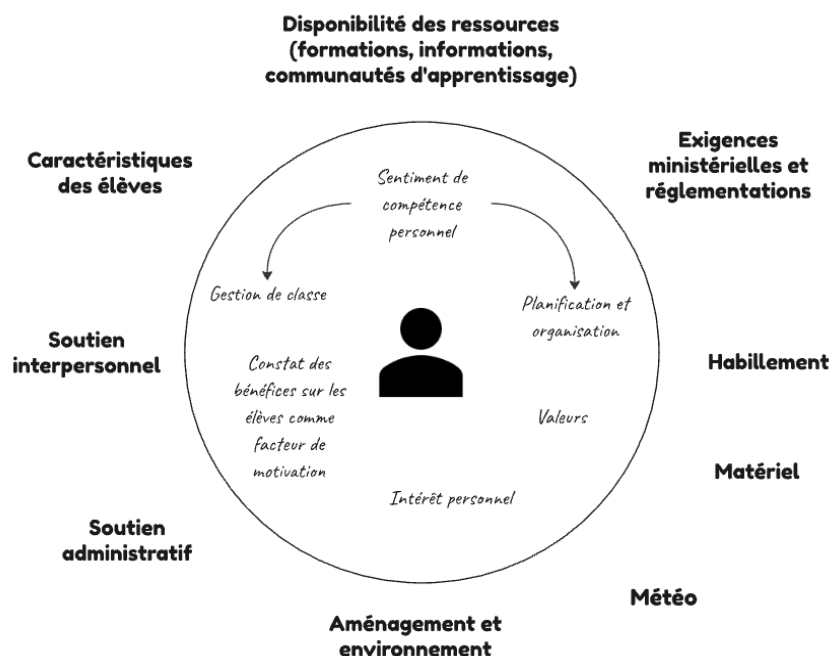 Disponibilité des ressources
(formations, informations,
communautés d'apprentissage)
Caractéristiques
des élèves
Exigences
ministérielles et
réglementations
Sentiment de
compétence
personnel
Gestion de classe
Planification et
organisation
Soutien
interpersonnel
Constat des
bénéfices sur les
élèves comme
facteur de
motivation
Habillement
Valeurs
Matériel
Intérêt personnel
Soutien
administratif
Météo
Aménagement et
environnement